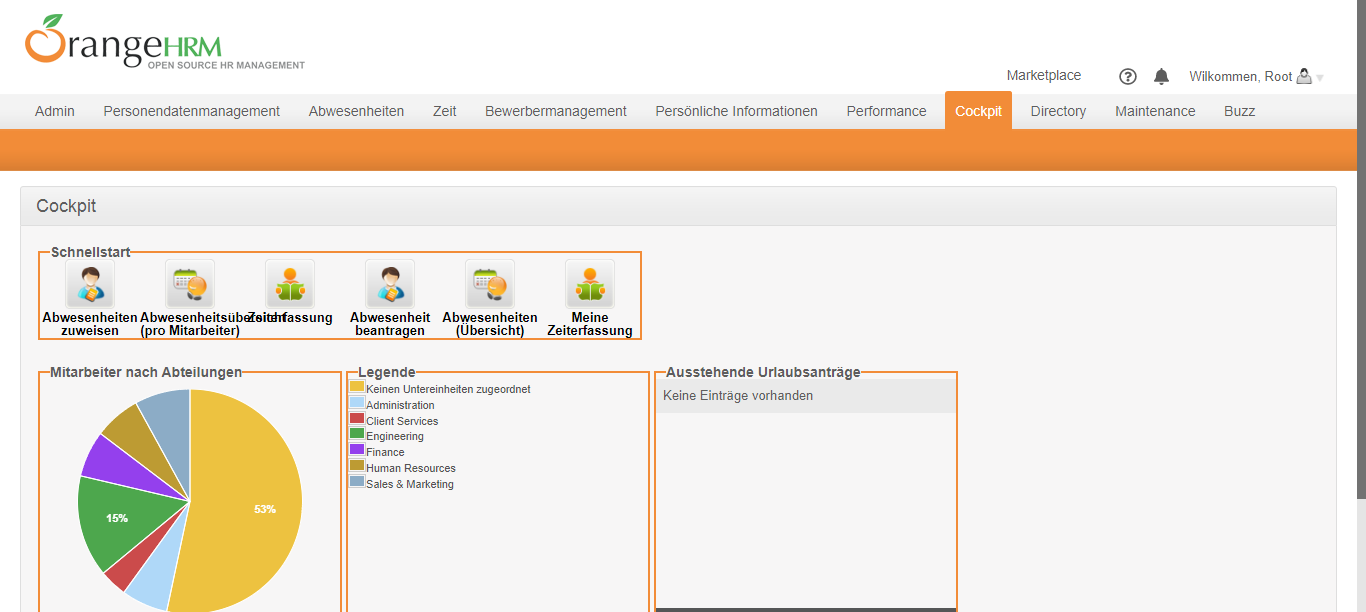 OrangeHRM
OPEN SOURCE HR MANAGEMENT
Marketplace
Wilkommen, Root
Admin
Personendatenmanagement
Abwesenheiten
Zeit
Bewerbermanagement
Persönliche Informationen
Performance
Cockpit
Directory
Maintenance
Buzz
Cockpit
Schnellstart
Abwesenheiten
zuweisen
Abwesenheitsübersicht
(pro Mitarbeiter)
Zeiterfassung
Abwesenheit
beantragen
Abwesenheiten
(Übersicht)
Meine
Zeiterfassung
Mitarbeiter nach Abteilungen
53%
15%
Legende
Keinen Untereinheiten zugeordnet
Administration
Client Services
Engineering
Finance
Human Resources
Sales & Marketing
Ausstehende Urlaubsanträge
Keine Einträge vorhanden